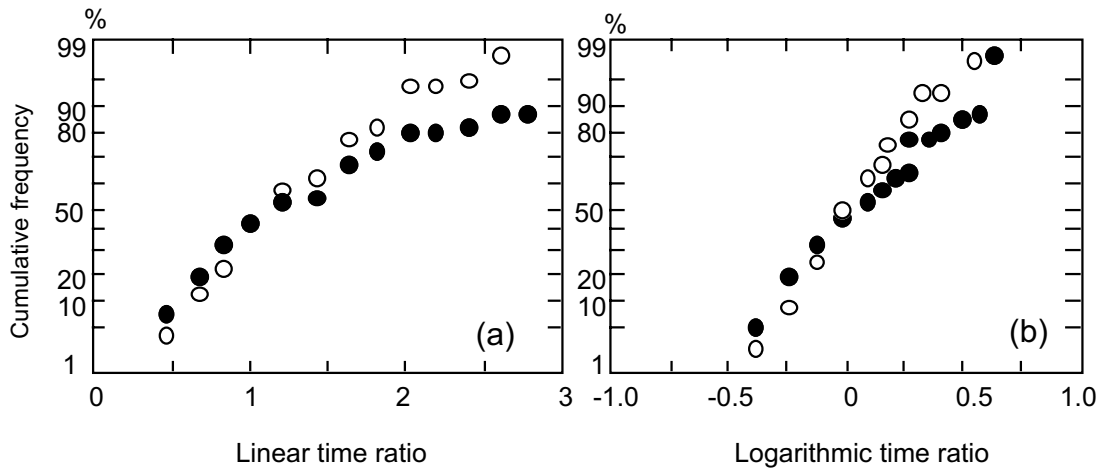 % %
99 99
90 90
80 80
50 50
20 20
10 10
1 1
Cumulative frequency
(a) (b)
0 1 2 3 -1.0 -0.5 0 0.5 1.0
Linear time ratio Logarithmic time ratio